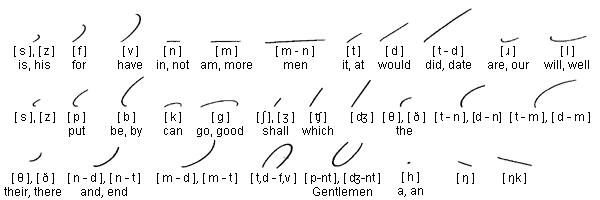 [s], [z] [f] [v] [n] [m] [m-n] [t] [d] [t-d] [ɹ] [l]
is, his for have in, not am, more men it, at would did, date are, our will, well
[s], [z] [p] [b] [k] [g] [ʃ], [ʒ] [ʧ] [ʤ] [θ], [ð] [t-n], [d-n] [t-m], [d-m]
put be, by can go, good shall which the
[θ], [ð] [n-d], [n-t] [m-d], [m-t] [t,d-f,v] [p-nt], [ʤ-nt] [h] [ŋ] [ŋk]
their, there and, end Gentlemen a, an